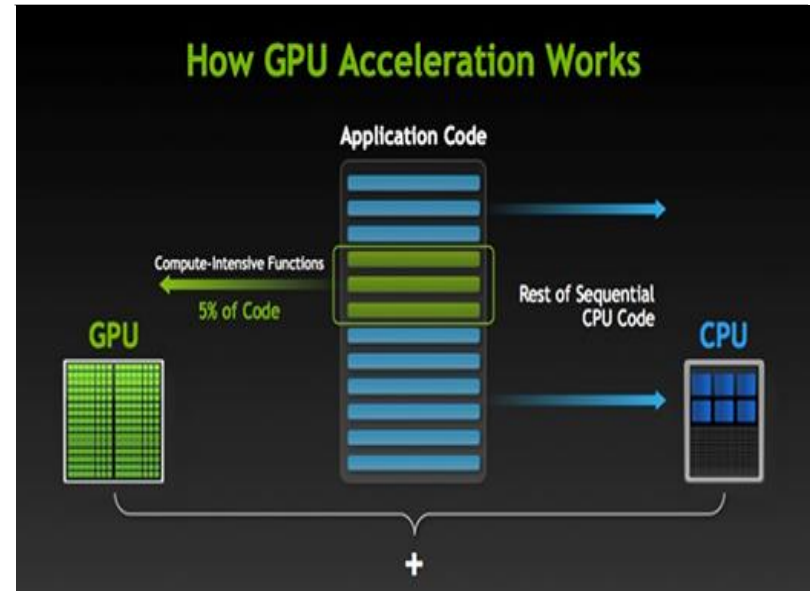 How GPU Acceleration Works
Application Code
Compute-Intensive Functions
5% of Code
Rest of Sequential
CPU Code
GPU
CPU
+